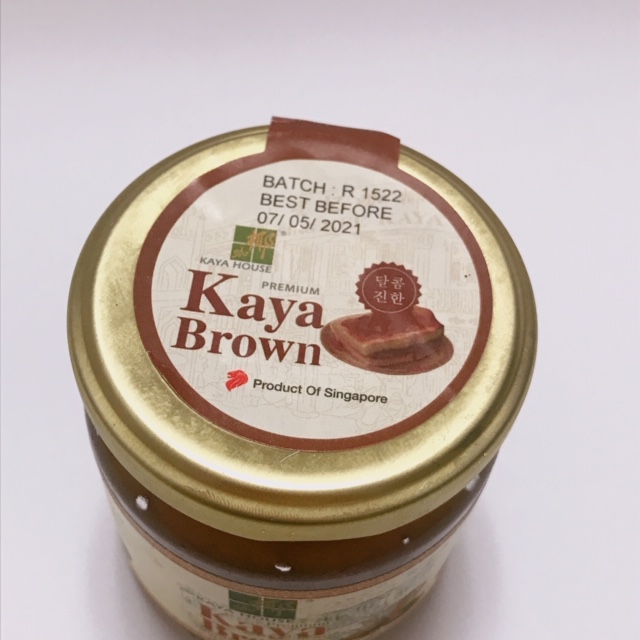 BATCH : R 1522
BEST BEFORE
07/ 05/ 2021
KAYA HOUSE
PREMIUM
Kaya
Brown
달콤
진한
Product Of Singapore
Kaya